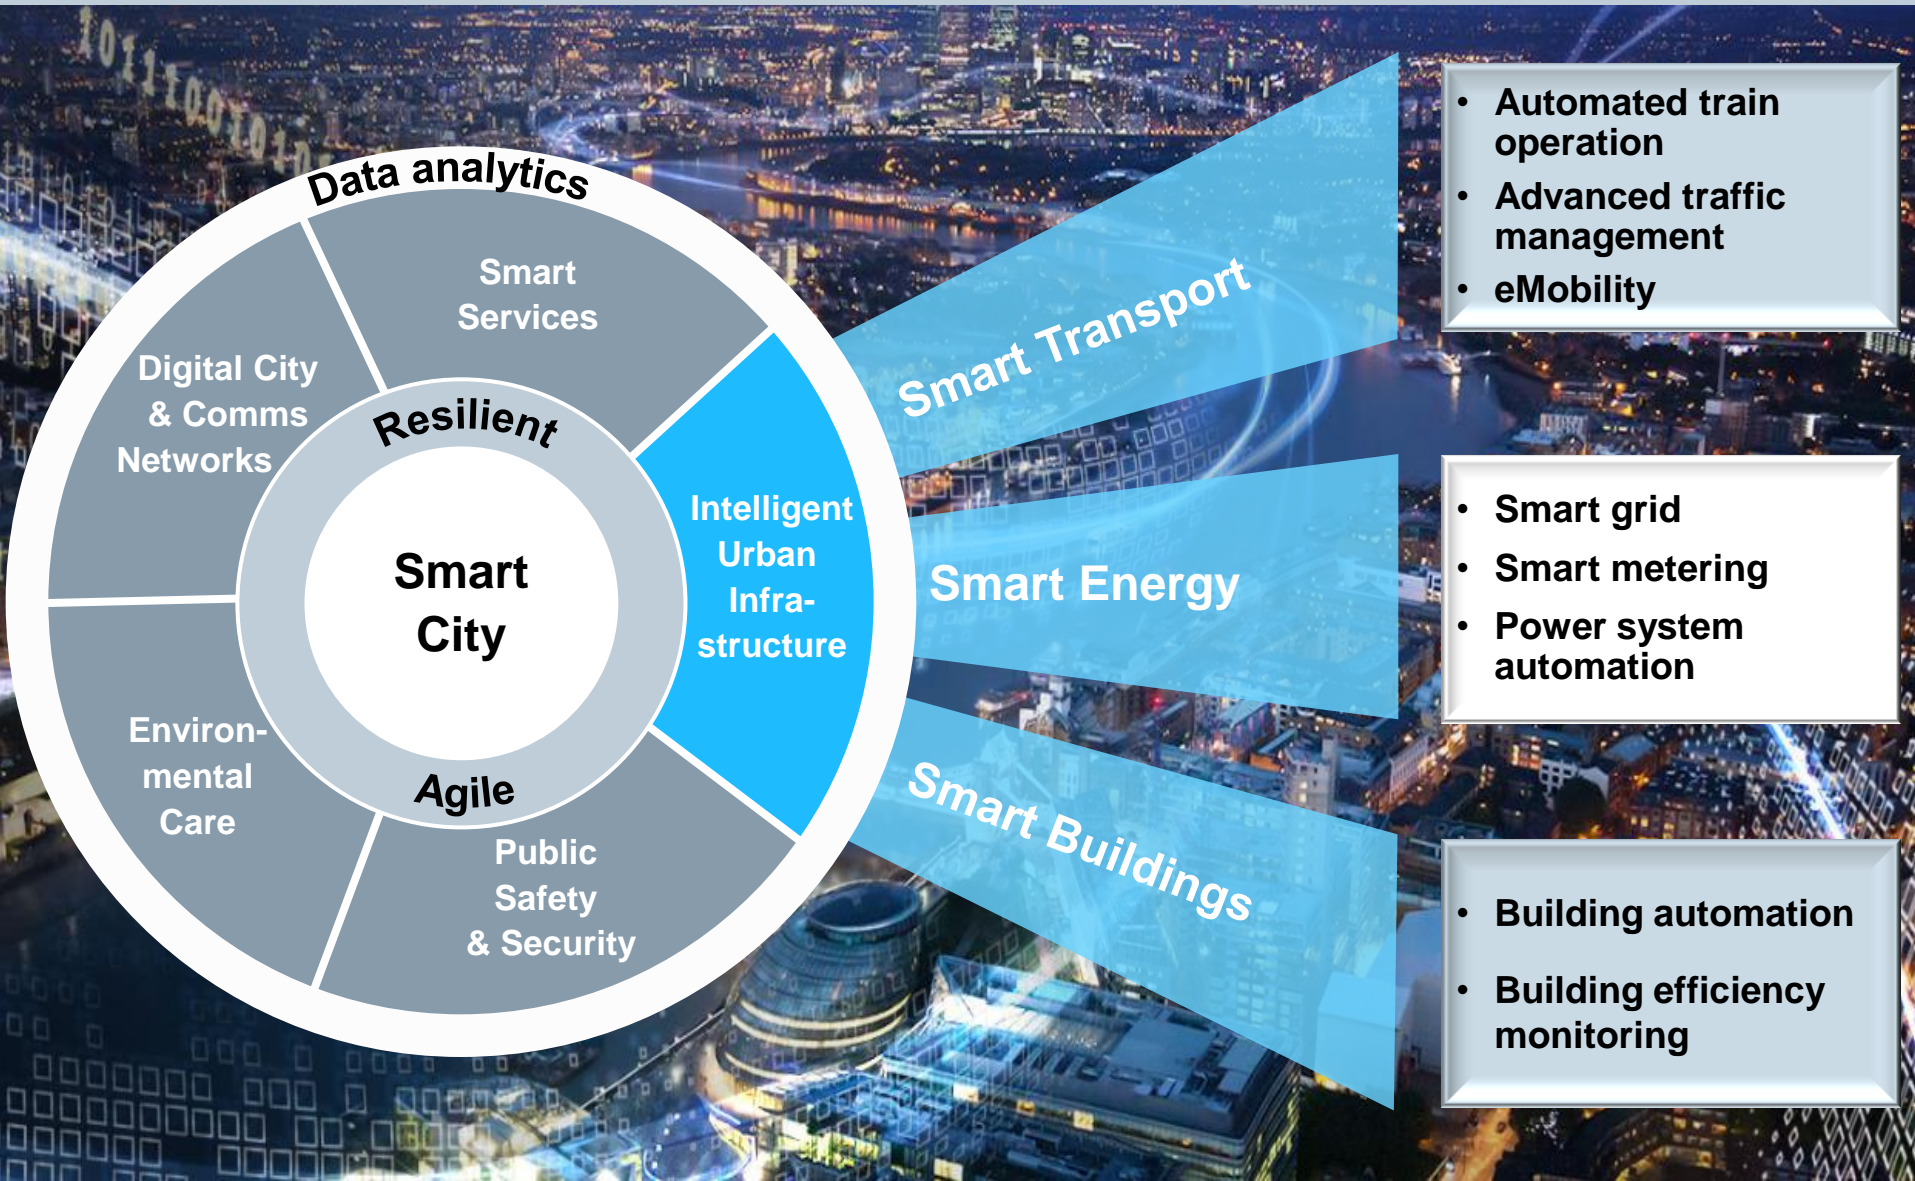 Data analytics
Smart
Services
Digital City
& Comms
Networks
Resilient
Intelligent
Urban
Infra-
structure
Smart
City
Environ-
mental
Care
Agile
Public
Safety
& Security
Smart Transport
• Automated train
operation
• Advanced traffic
management
• eMobility
Smart Energy
• Smart grid
• Smart metering
• Power system
automation
Smart Buildings
• Building automation
• Building efficiency
monitoring